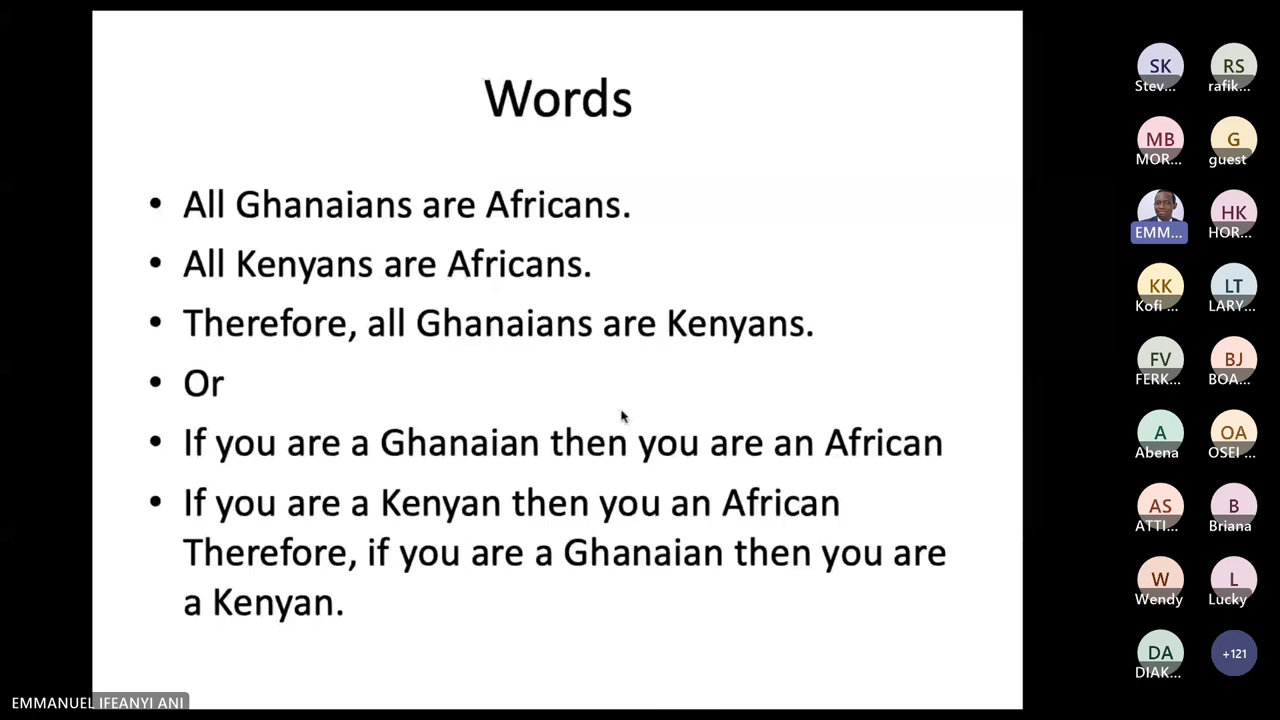 Words
• All Ghanaians are Africans.
• All Kenyans are Africans.
• Therefore, all Ghanaians are Kenyans.
• Or
• If you are a Ghanaian then you are an African
• If you are a Kenyan then you an African
Therefore, if you are a Ghanaian then you are
a Kenyan.
SK RS
Stev... rafik...
MB G
MOR... guest
HK
EMM... HOR...
KK LT
Kofi ... LARY...
FV BJ
FERK... BOA...
A OA
Abena OSEI ...
AS B
ATTI... Briana
W L
Wendy Lucky
DA +121
DIAK...
EMMANUEL IFEANYI ANI